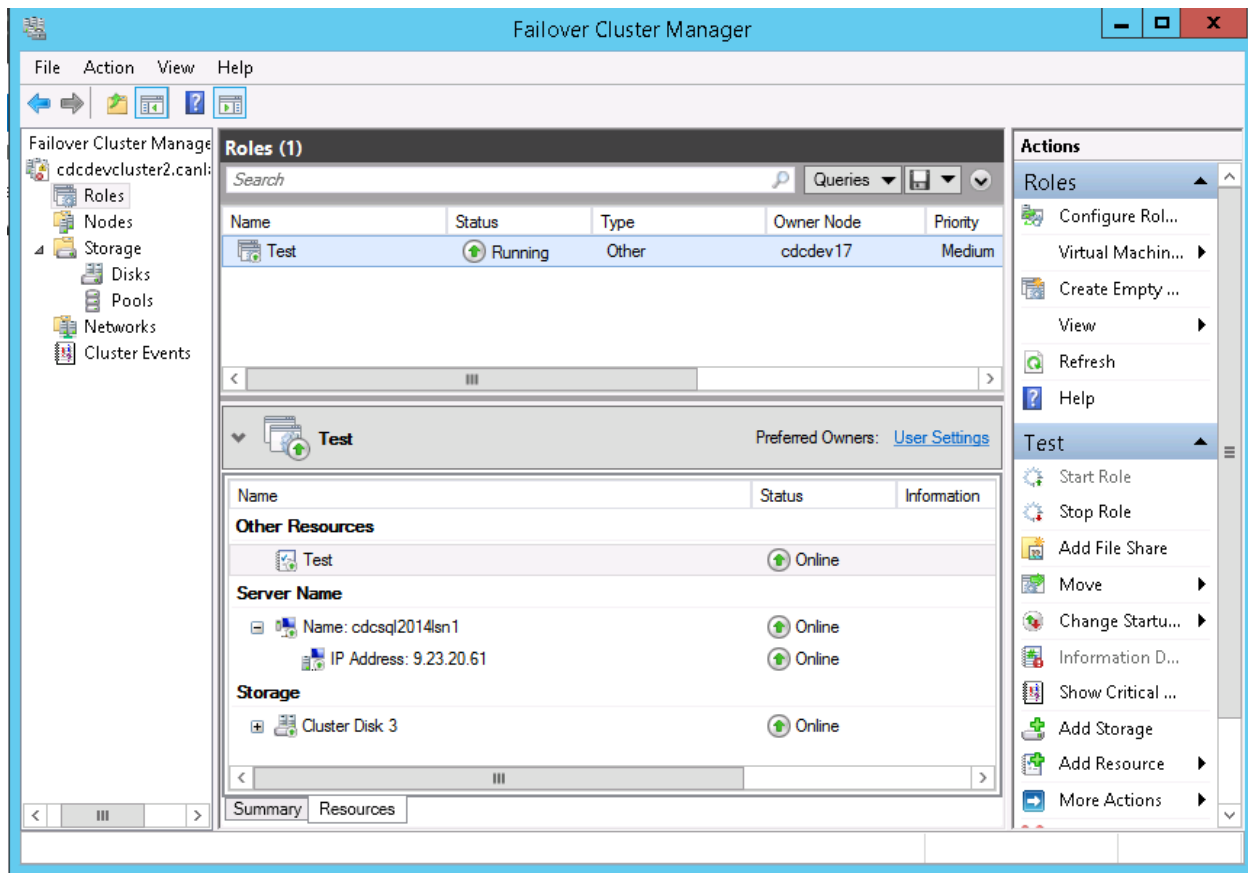 Failover Cluster Manager
File Action View Help
Failover Cluster Manage
cdcdevcluster2.canl
Roles
Nodes
Storage
Disks
Pools
Networks
Cluster Events
Roles (1)
Search
Queries
Name Status Type Owner Node Priority
Test Running Other cdcdev17 Medium
Test Preferred Owners: User Settings
Name Status Information
Other Resources
Test Online
Server Name
Name: cdcsql2014lsn1 Online
IP Address: 9.23.20.61 Online
Storage
Cluster Disk 3 Online
Summary Resources
Actions
Roles
Configure Rol...
Virtual Machin...
Create Empty ...
View
Refresh
Help
Test
Start Role
Stop Role
Add File Share
Move
Change Startu...
Information D...
Show Critical ...
Add Storage
Add Resource
More Actions